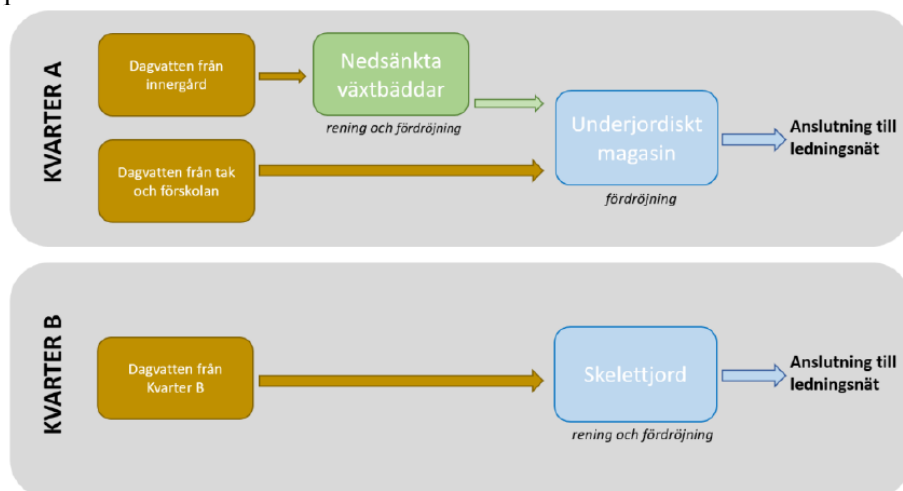 KVARTER A
Dagvatten från
innergård
Nedsänkta
växtbäddar
rening och fördröjning
Dagvatten från tak
och förskolan
Underjordiskt
magasin
fördröjning
Anslutning till
ledningsnät
KVARTER B
Dagvatten från
Kvarter B
Skelettjord
rening och fördröjning
Anslutning till
ledningsnät